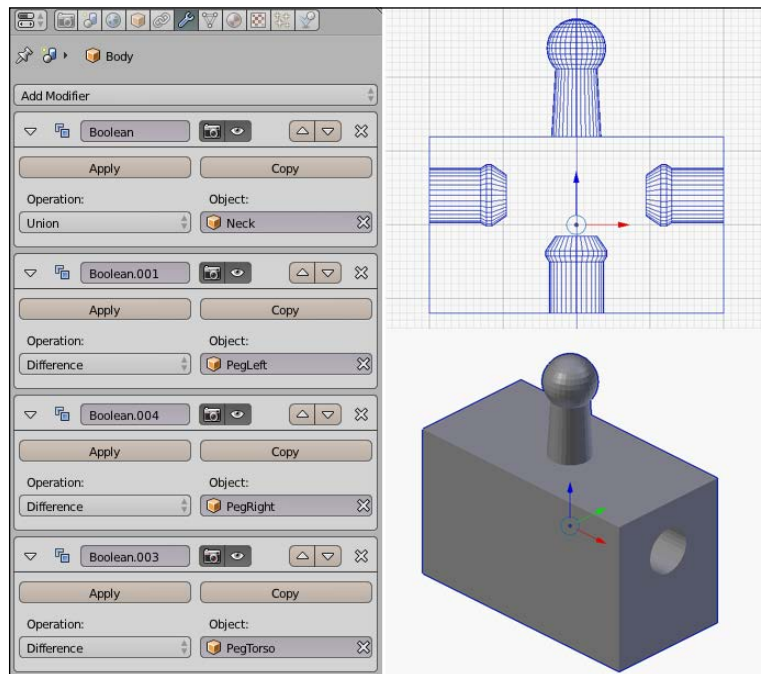 Body
Add Modifier
Boolean
Apply Copy
Operation: Object:
Union Neck
Boolean.001
Apply Copy
Operation: Object:
Difference PegLeft
Boolean.004
Apply Copy
Operation: Object:
Difference PegRight
Boolean.003
Apply Copy
Operation: Object:
Difference PegTorso